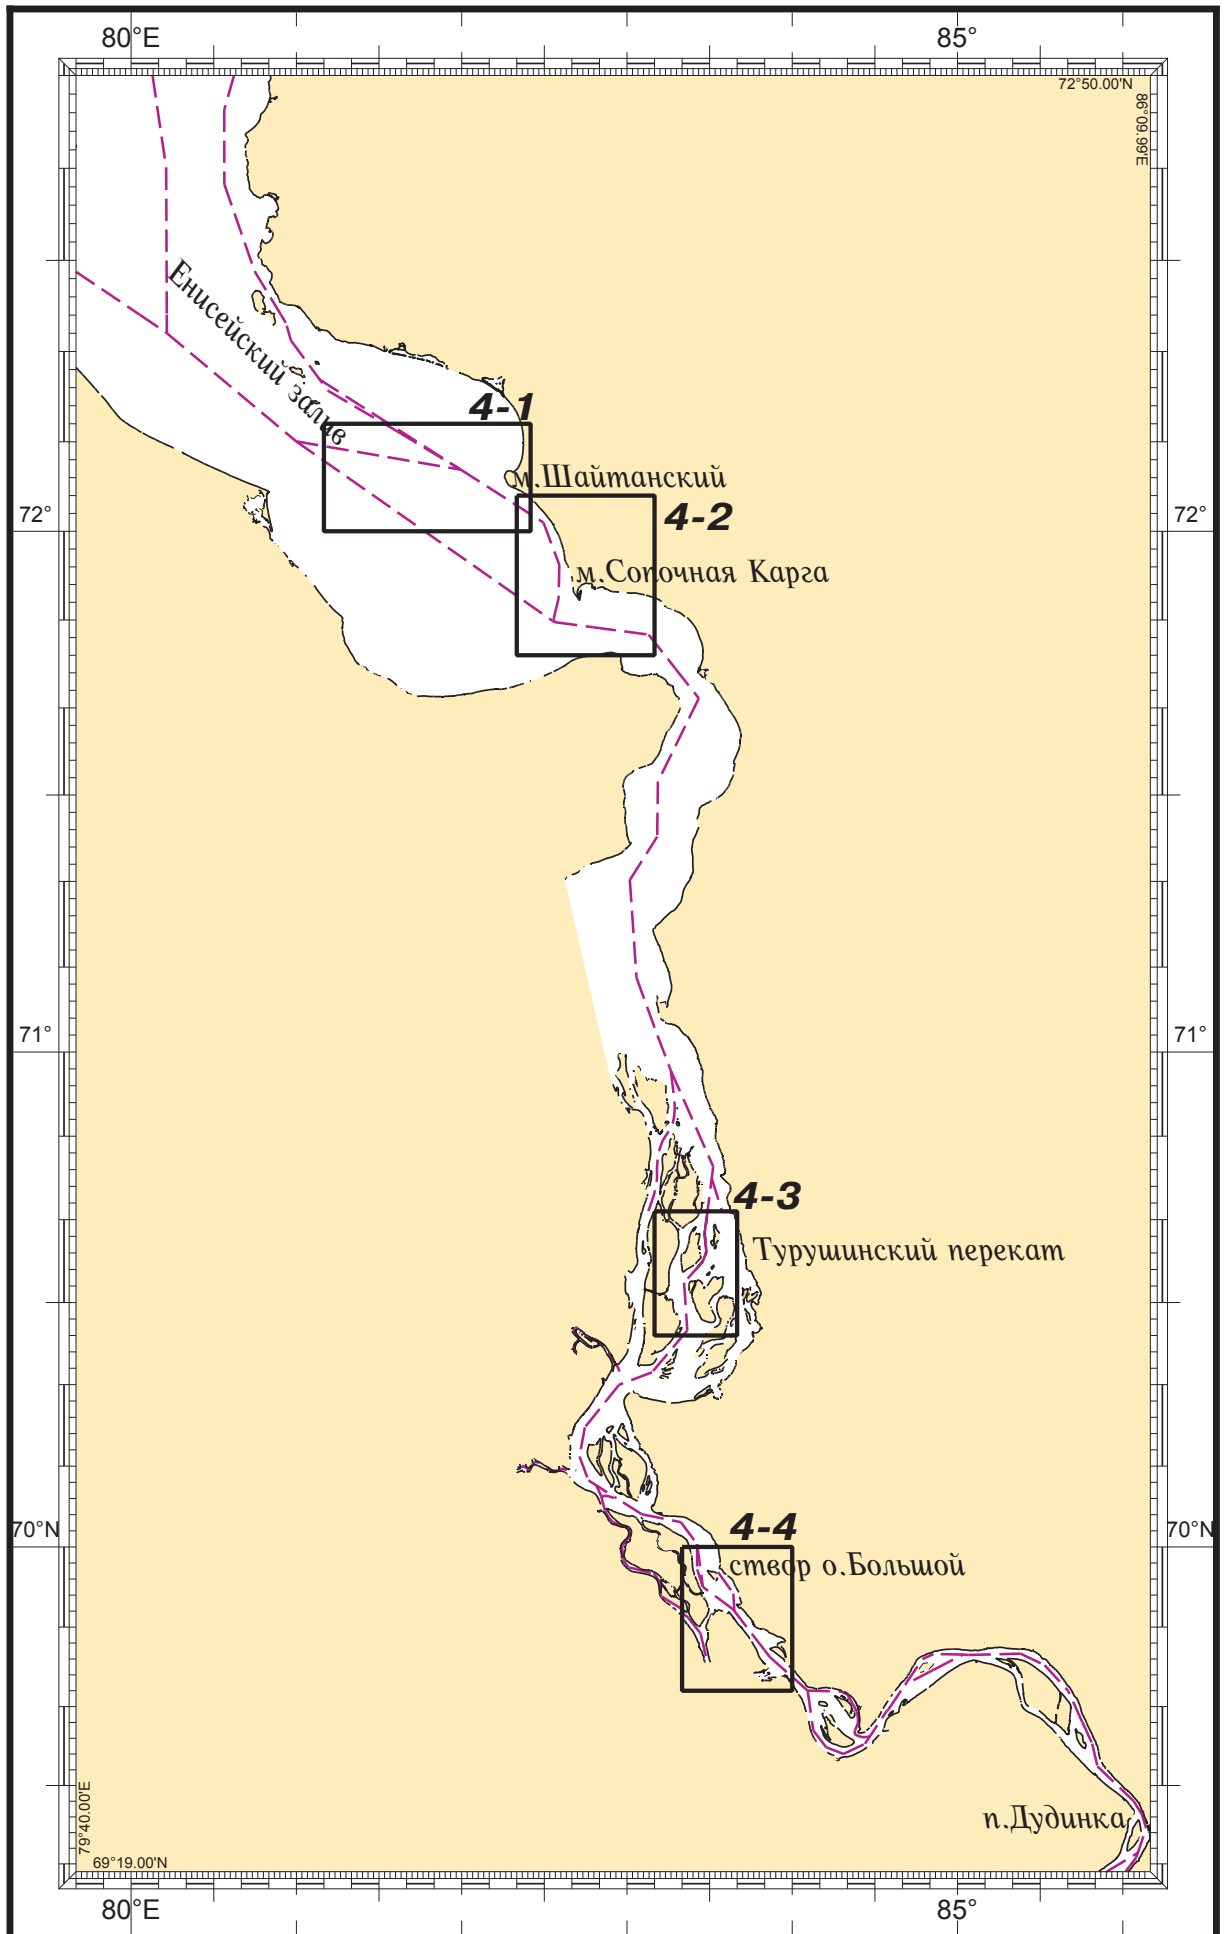 80°E
85°
72°50.00'N
86°09.99'E
Енисейский залив
4-1
м.Шайтанский
72°
4-2
72°
м.Сопочная Карга
71°
71°
4-3
Турушинский перекат
70°N
4-4
70°N
створ о.Большой
п.Дудинка
79°40.00'E
69°19.00'N
80°E
85°